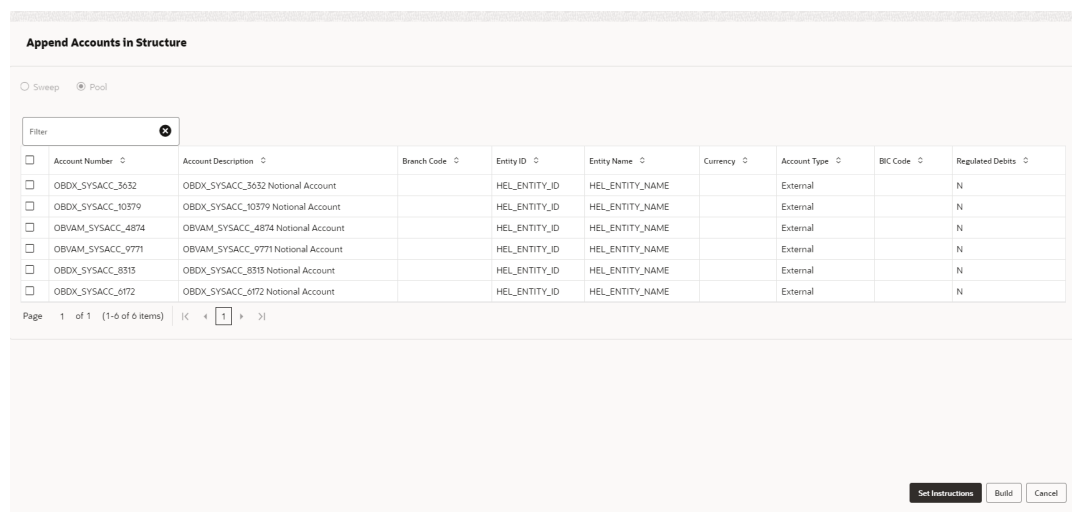 Append Accounts in Structure
Sweep Pool
Filter
Account Number Account Description Branch Code Entity ID Entity Name Currency Account Type BIC Code Regulated Debits
OBDX_SYSACC_3632 OBDX_SYSACC_3632 Notional Account HEL_ENTITY_ID HEL_ENTITY_NAME External N
OBDX_SYSACC_10379 OBDX_SYSACC_10379 Notional Account HEL_ENTITY_ID HEL_ENTITY_NAME External N
OBVAM_SYSACC_4874 OBVAM_SYSACC_4874 Notional Account HEL_ENTITY_ID HEL_ENTITY_NAME External N
OBVAM_SYSACC_9771 OBVAM_SYSACC_9771 Notional Account HEL_ENTITY_ID HEL_ENTITY_NAME External N
OBDX_SYSACC_8313 OBDX_SYSACC_8313 Notional Account HEL_ENTITY_ID HEL_ENTITY_NAME External N
OBDX_SYSACC_6172 OBDX_SYSACC_6172 Notional Account HEL_ENTITY_ID HEL_ENTITY_NAME External N
Page 1 of 1 (1-6 of 6 items) 1
Set Instructions Build Cancel